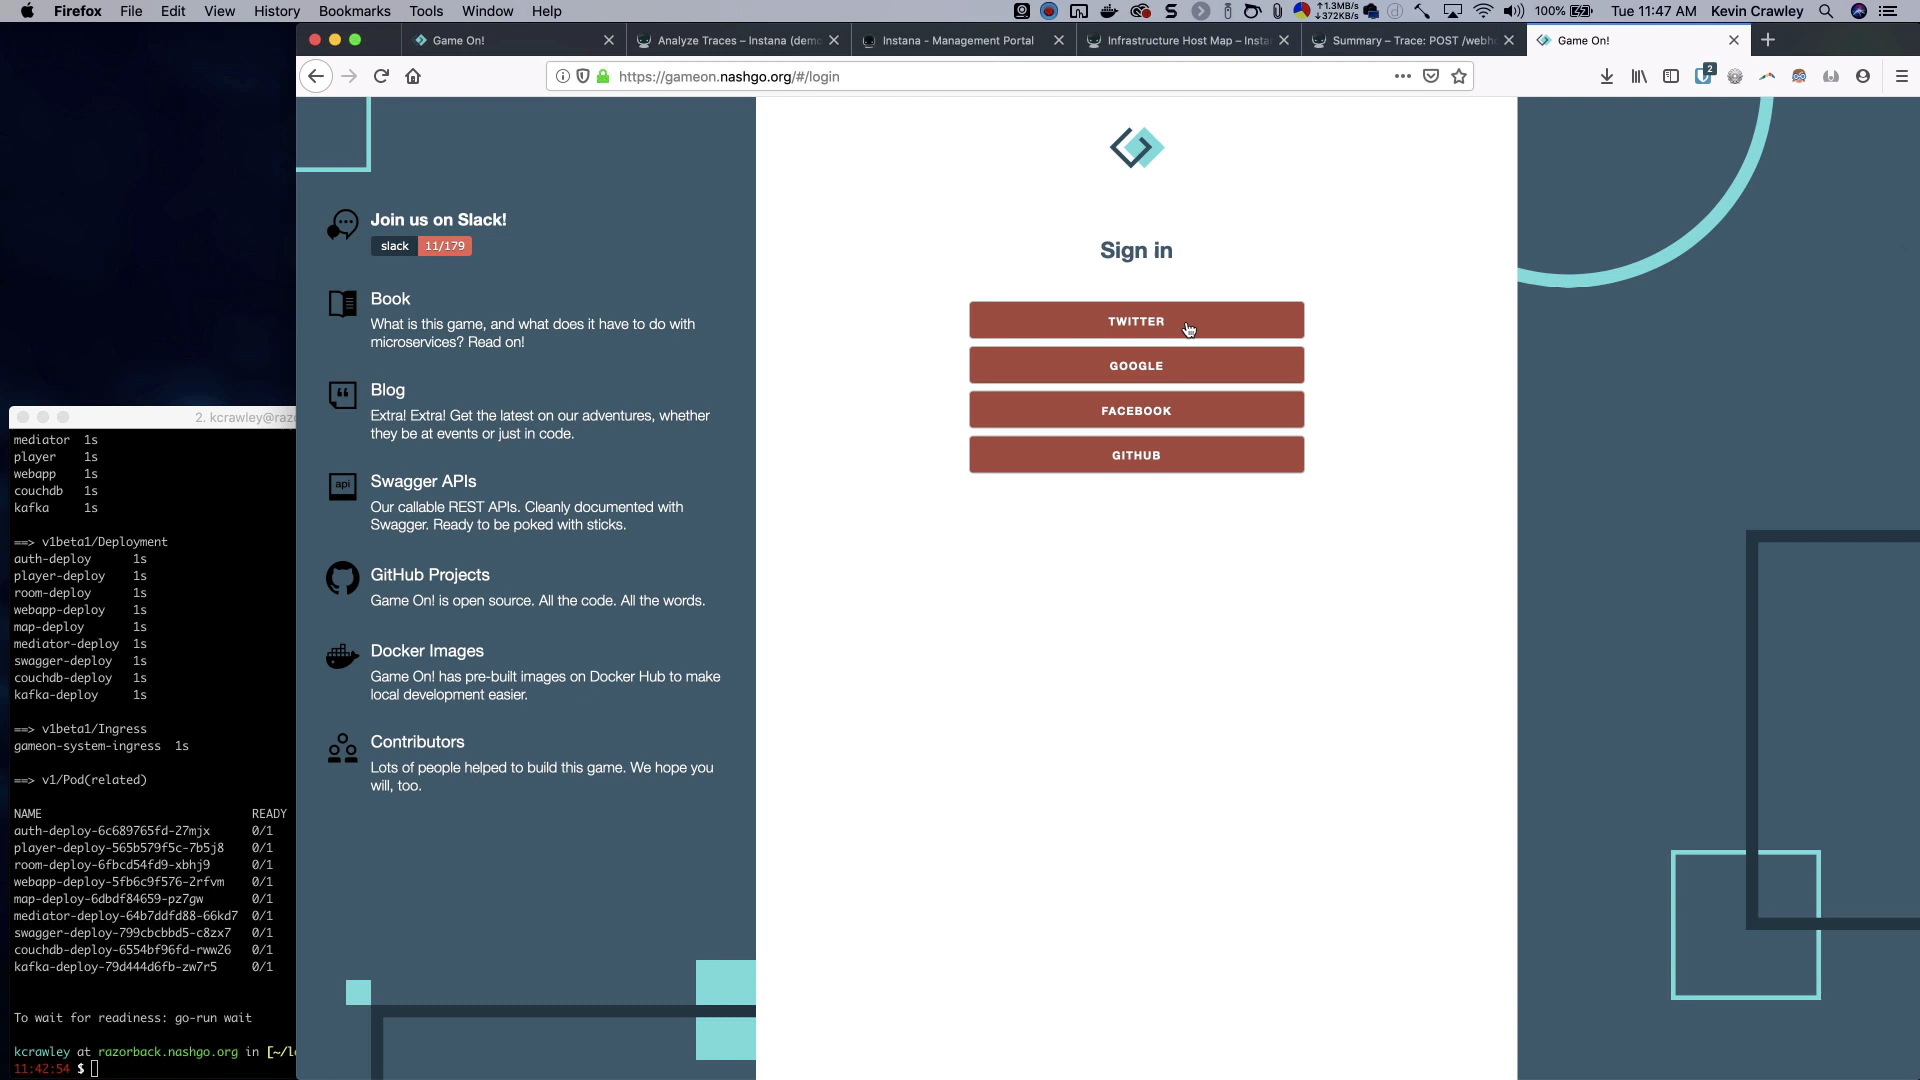 Firefox File Edit View History Bookmarks Tools Window Help
↑1.3MB/s
↓372KB/s
100% Tue 11:47 AM Kevin Crawley
Game On!
Analyze Traces – Instana (demo
Instana - Management Portal
Infrastructure Host Map – Insta
Summary – Trace: POST /webh
Game On!
https://gameon.nashgo.org/#/login
2
Join us on Slack!
slack 11/179
Book
What is this game, and what does it have to do with
microservices? Read on!
Blog
Extra! Extra! Get the latest on our adventures, whether
they be at events or just in code.
api
Swagger APIs
Our callable REST APIs. Cleanly documented with
Swagger. Ready to be poked with sticks.
GitHub Projects
Game On! is open source. All the code. All the words.
Docker Images
Game On! has pre-built images on Docker Hub to make
local development easier.
Contributors
Lots of people helped to build this game. We hope you
will, too.
Sign in
TWITTER
GOOGLE
FACEBOOK
GITHUB
2. kcrawley@razo
mediator 1s
player 1s
webapp 1s
couchdb 1s
kafka 1s
==> v1beta1/Deployment
auth-deploy 1s
player-deploy 1s
room-deploy 1s
webapp-deploy 1s
map-deploy 1s
mediator-deploy 1s
swagger-deploy 1s
couchdb-deploy 1s
kafka-deploy 1s
==> v1beta1/Ingress
gameon-system-ingress 1s
==> v1/Pod(related)
NAME READY
auth-deploy-6c689765fd-27mjx 0/1
player-deploy-565b579f5c-7b5j8 0/1
room-deploy-6fbcd54fd9-xbhj9 0/1
webapp-deploy-5fb6c9f576-2rfvm 0/1
map-deploy-6dbdf84659-pz7gw 0/1
mediator-deploy-64b7ddfd88-66kd7 0/1
swagger-deploy-799cbcbbd5-c8zx7 0/1
couchdb-deploy-6554bf96fd-rww26 0/1
kafka-deploy-79d444d6fb-zw7r5 0/1
To wait for readiness: go-run wait
kcrawley at razorback.nashgo.org in [~/l
11:42:54 $